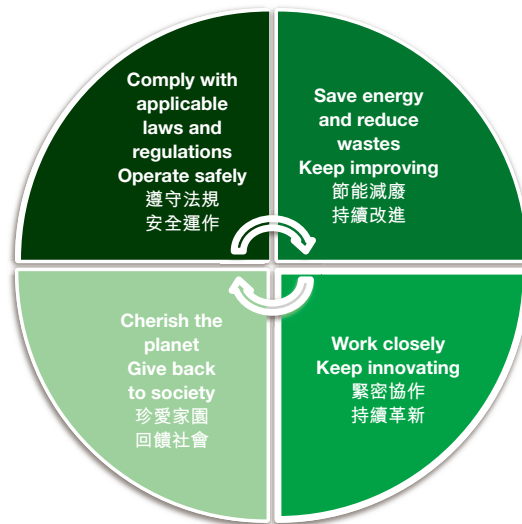 Comply with
applicable
laws and
regulations
Operate safely
遵守法規
安全運作
Save energy
and reduce
wastes
Keep improving
節能減廢
持續改進
Cherish the
planet
Give back
to society
珍愛家園
回饋社會
Work closely
Keep innovating
緊密協作
持續革新